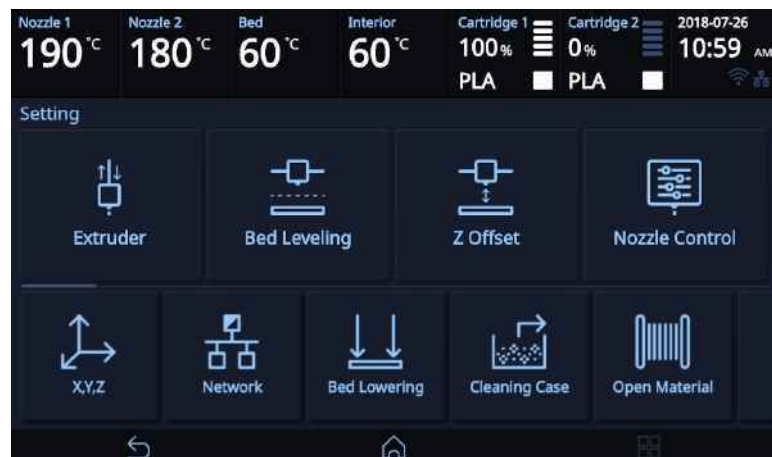 Nozzle 1 Nozzle 2 Bed Interior Cartridge 1 Cartridge 2 2018-07-26
190°C 180°C 60°C 60°C 100% 0% 10:59 AM
PLA PLA
Setting
Extruder Bed Leveling Z Offset Nozzle Control
X,Y,Z Network Bed Lowering Cleaning Case Open Material